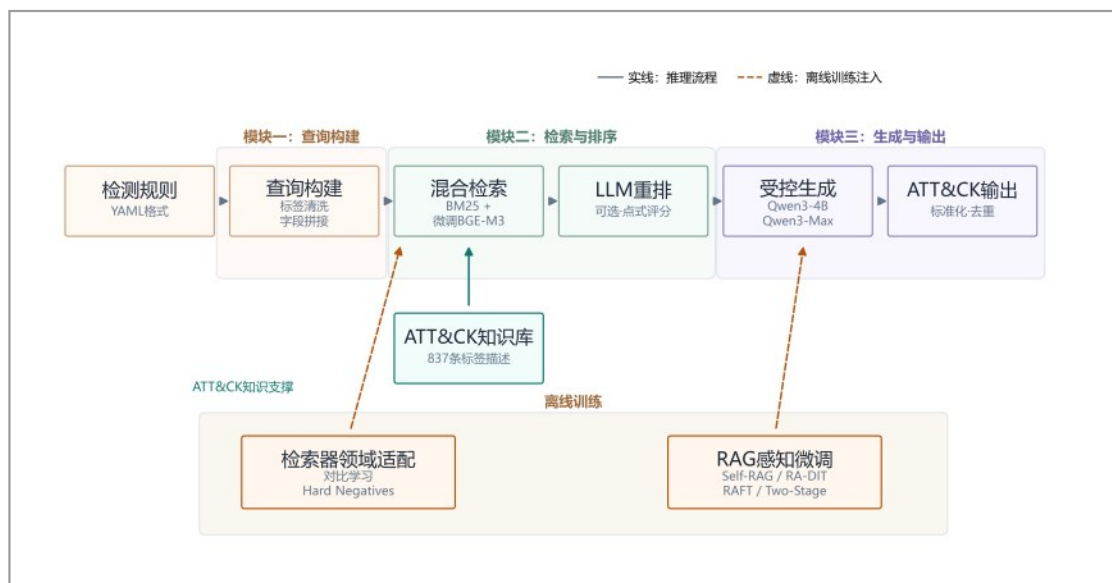 实线：推理流程
虚线：离线训练注入
模块一：查询构建
模块二：检索与排序
模块三：生成与输出
检测规则
YAML格式
查询构建
标签清洗
字段拼接
混合检索
BM25 +
微调BGE-M3
LLM重排
可选·点式评分
受控生成
Qwen3-4B
Qwen3-Max
ATT&CK输出
标准化·去重
ATT&CK知识库
837条标签描述
ATT&CK知识支撑
离线训练
检索器领域适配
对比学习
Hard Negatives
RAG感知微调
Self-RAG / RA-DIT
RAFT / Two-Stage